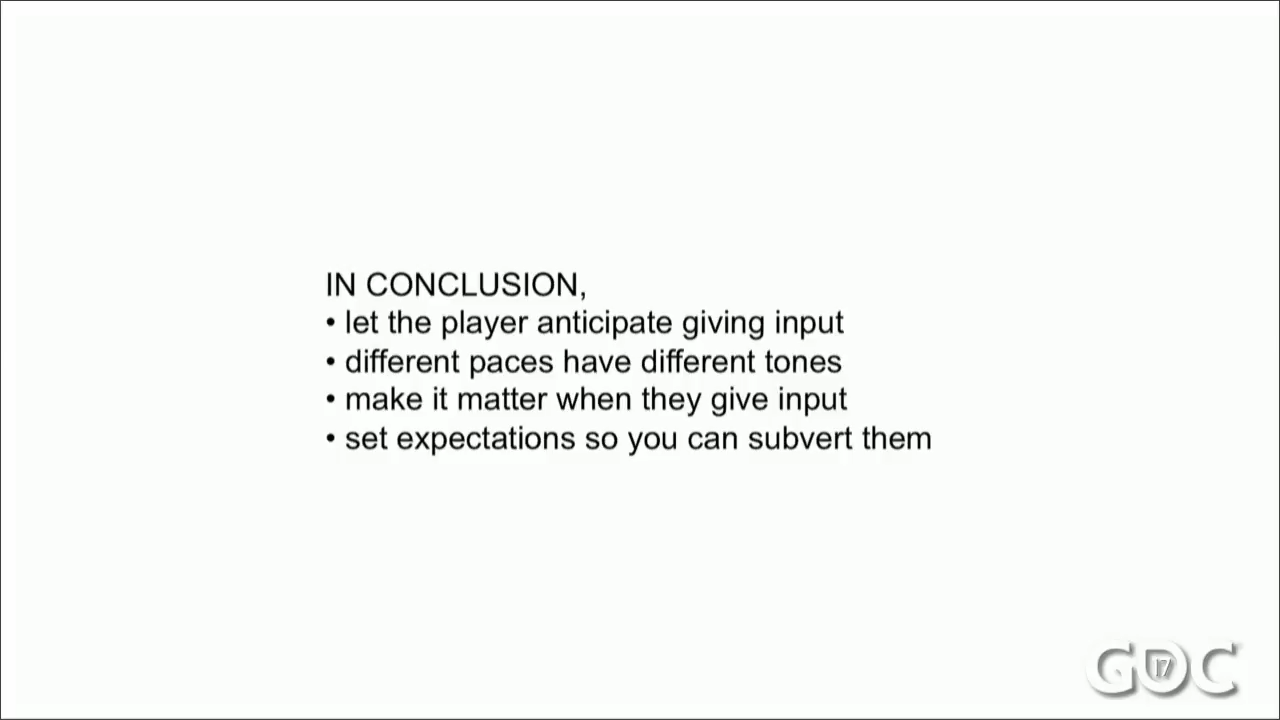 IN CONCLUSION,
• let the player anticipate giving input
• different paces have different tones
• make it matter when they give input
• set expectations so you can subvert them
GDC
17